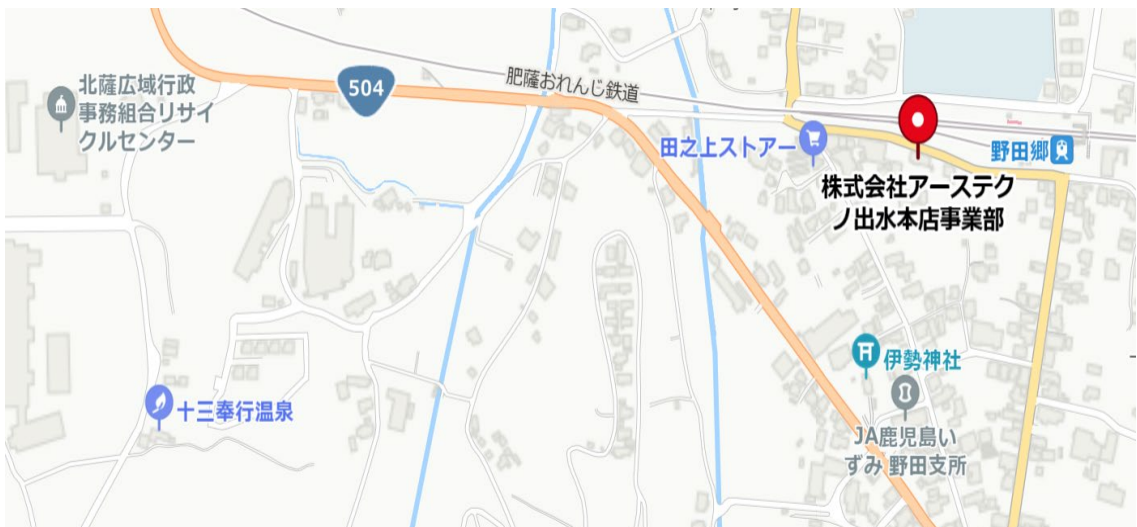 北薩広域行政
事務組合リサイ
クルセンター
504
肥薩おれんじ鉄道
田之上ストアー
野田郷
株式会社アーステク
ノ出水本店事業部
伊勢神社
十三奉行温泉
JA鹿児島い
ずみ 野田支所